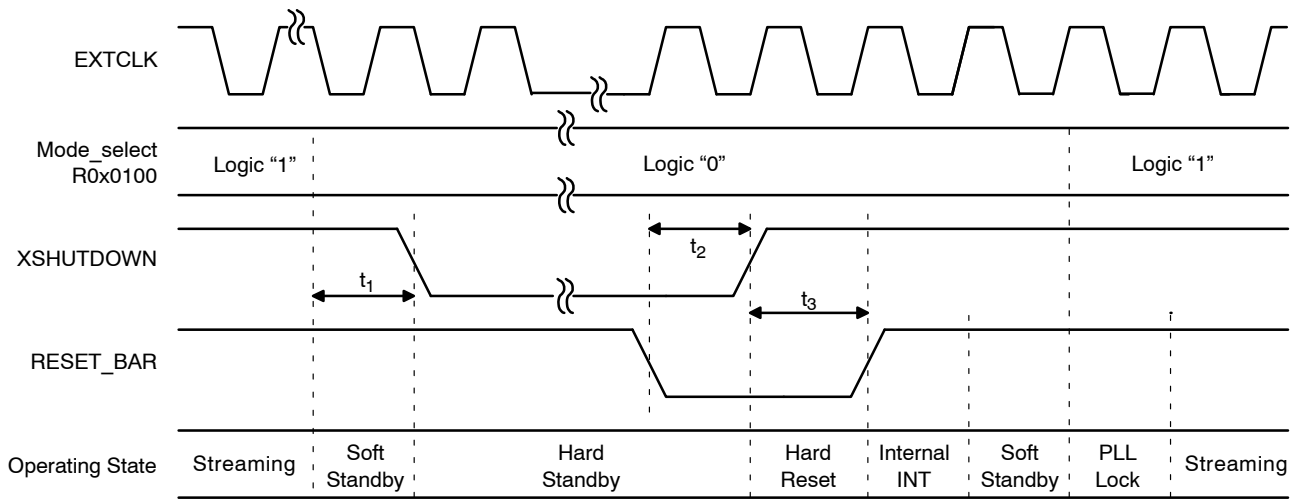 EXTCLK
Mode_select
R0x0100
Logic “1”
Logic “0”
Logic “1”
XSHUTDOWN
t1
t2
t3
RESET_BAR
Operating State
Streaming
Soft
Standby
Hard
Standby
Hard
Reset
Internal
INT
Soft
Standby
PLL
Lock
Streaming